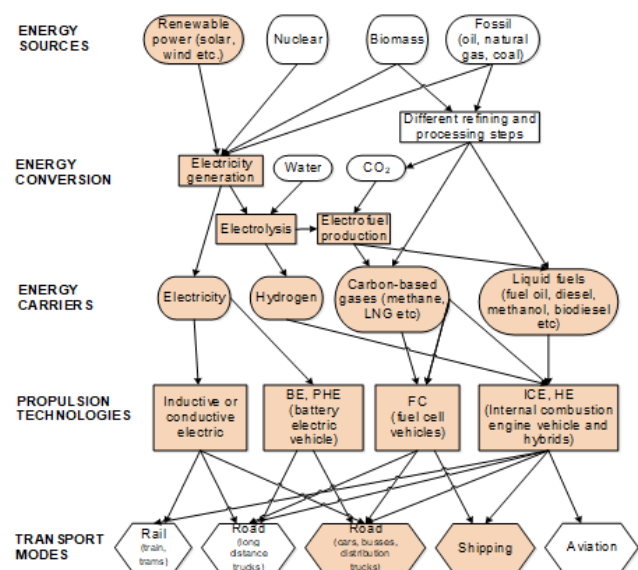 ENERGY
SOURCES
Renewable
power (solar,
wind etc.)
Nuclear
Biomass
Fossil
(oil, natural
gas, coal)
Different refining and
processing steps
ENERGY
CONVERSION
Electricity
generation
Water
CO₂
Electrolysis
Electrofuel
production
ENERGY
CARRIERS
Electricity
Hydrogen
Carbon-based
gases (methane,
LNG etc)
Liquid fuels
(fuel oil, diesel,
methanol, biodiesel
etc)
PROPULSION
TECHNOLOGIES
Inductive or
conductive
electric
BE, PHE
(battery
electric
vehicle)
FC
(fuel cell
vehicles)
ICE, HE
(Internal combustion
engine vehicle and
hybrids)
TRANSPORT
MODES
Rail
(train,
trams)
Road
(long
distance
trucks)
Road
(cars, busses,
distribution
trucks)
Shipping
Aviation